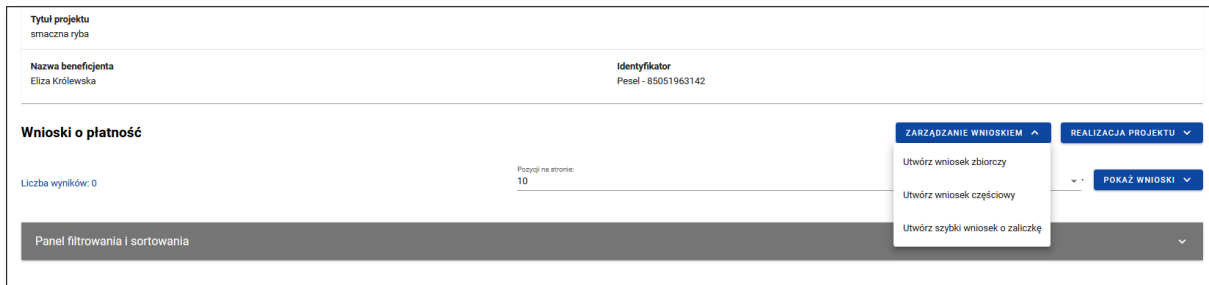 Tytuł projektu
smaczna ryba
Nazwa beneficjenta
Identyfikator
Eliza Królewska
Pesel - 85051963142
Wnioski o płatność
ZARZĄDZANIE WNIOSKIEM
REALIZACJA PROJEKTU
Utwórz wniosek zbiorczy
Liczba wyników: 0
Pozycji na stronie:
10
POKAŻ WNIOSKI
Utwórz wniosek częściowy
Utwórz szybki wniosek o zaliczkę
Panel filtrowania i sortowania